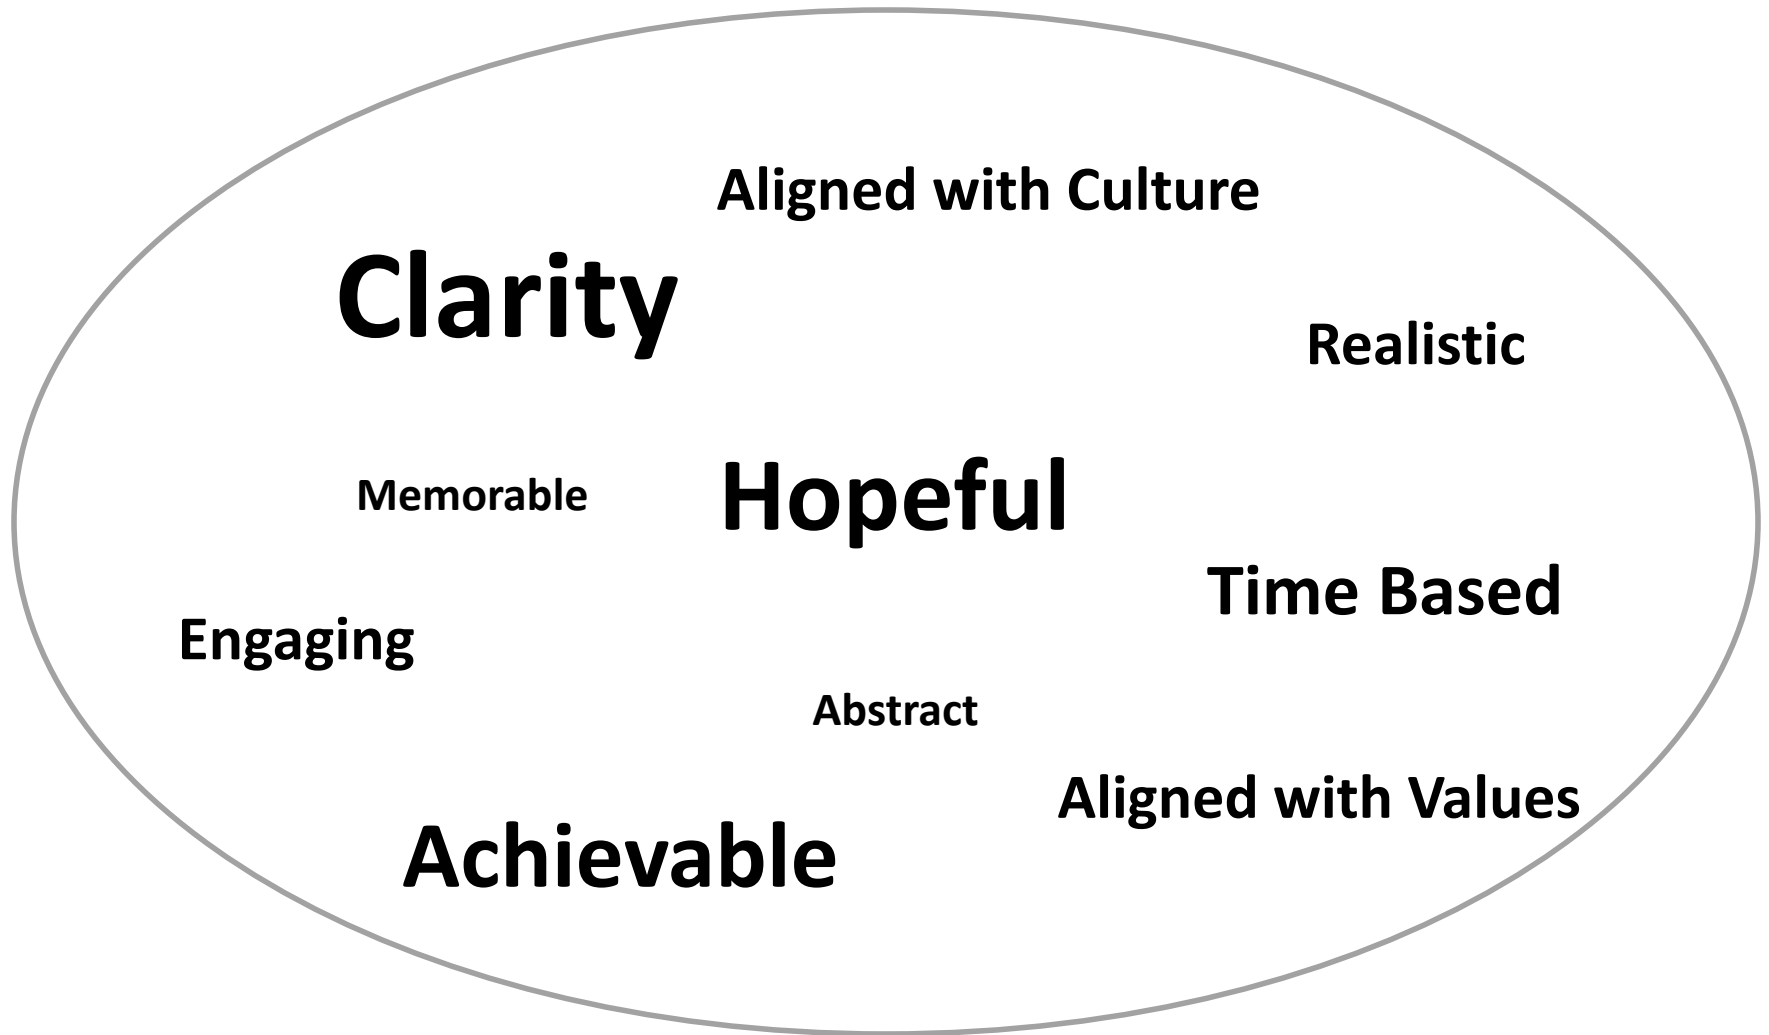 Aligned with Culture
Clarity
Realistic
Memorable
Hopeful
Time Based
Engaging
Abstract
Aligned with Values
Achievable